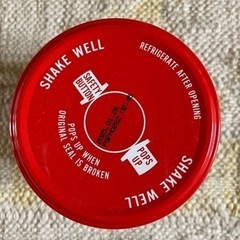 SHAKE WELL
REFRIGERATE AFTER OPENING
SAFETY
BUTTON
POPS UP WHEN
ORIGINAL SEAL IS BROKEN
POPS
UP
SHAKE WELL